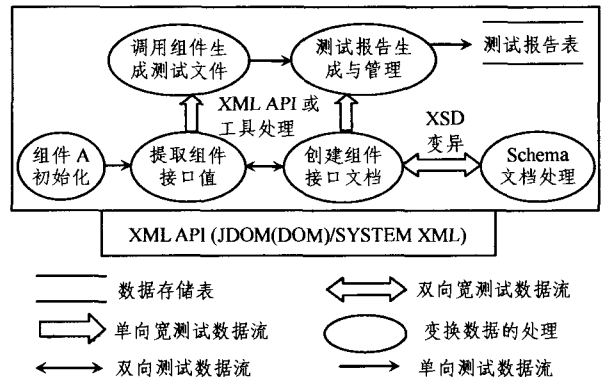 调用组件生
成测试文件
测试报告生
成与管理
测试报告表
XML API 或
工具处理
XSD
变异
组件 A
初始化
提取组件
接口值
创建组件
接口文档
Schema
文档处理
XML API (JDOM(DOM)/SYSTEM XML)
数据存储表
双向宽测试数据流
单向宽测试数据流
变换数据的处理
双向测试数据流
单向测试数据流